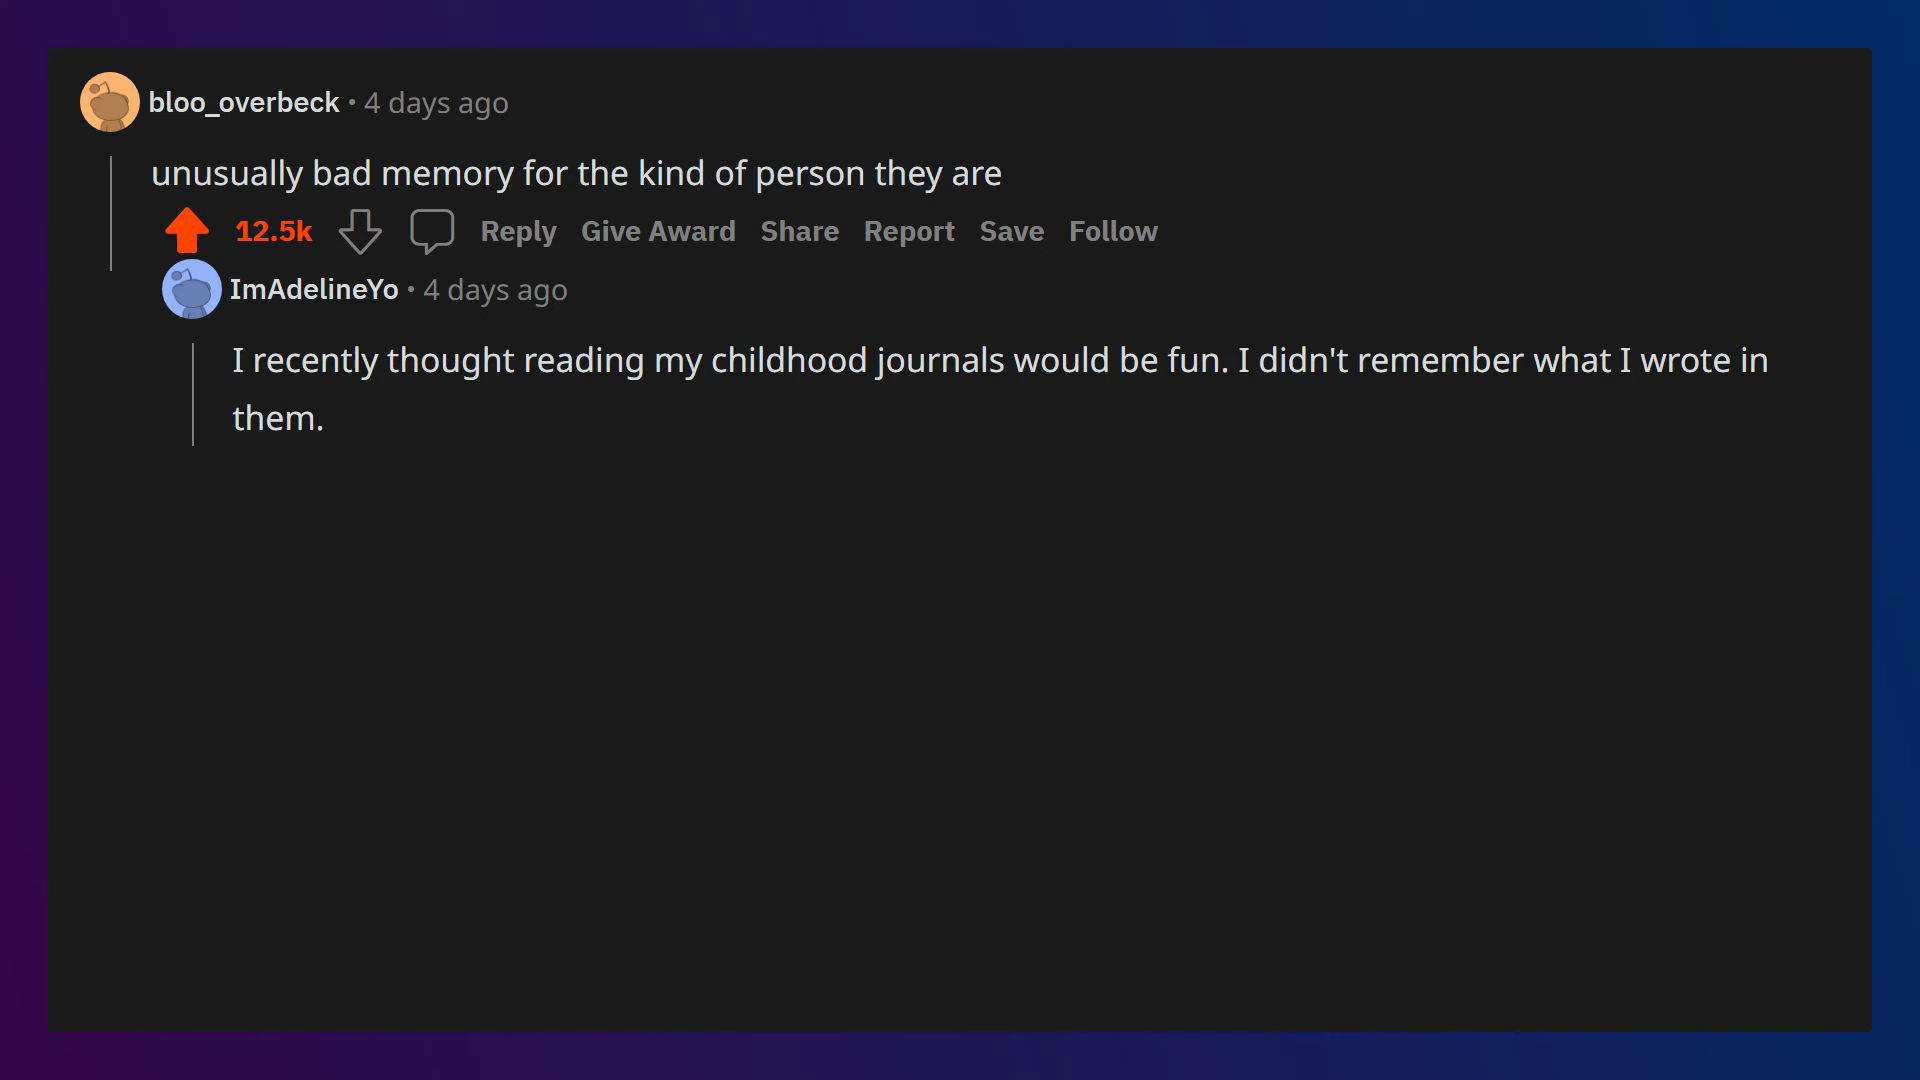 bloo_overbeck • 4 days ago
unusually bad memory for the kind of person they are
12.5k Reply Give Award Share Report Save Follow
ImAdelineYo • 4 days ago
I recently thought reading my childhood journals would be fun. I didn't remember what I wrote in
them.